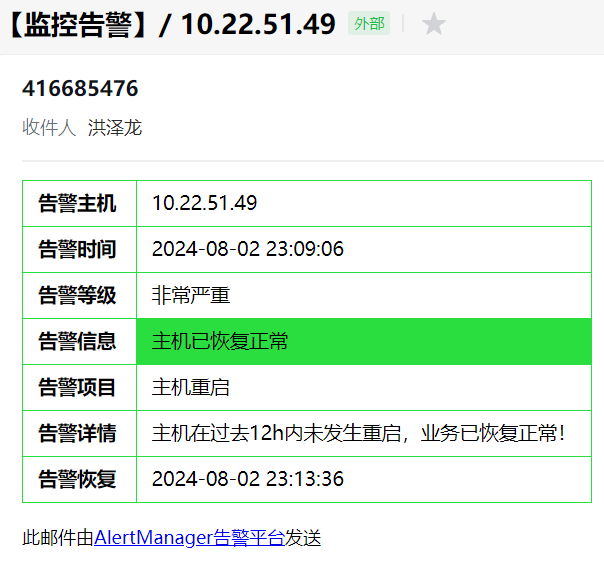 【监控告警】/ 10.22.51.49 外部
416685476
收件人 洪泽龙
告警主机 10.22.51.49
告警时间 2024-08-02 23:09:06
告警等级 非常严重
告警信息 主机已恢复正常
告警项目 主机重启
告警详情 主机在过去12h内未发生重启，业务已恢复正常！
告警恢复 2024-08-02 23:13:36
此邮件由AlertManager告警平台发送